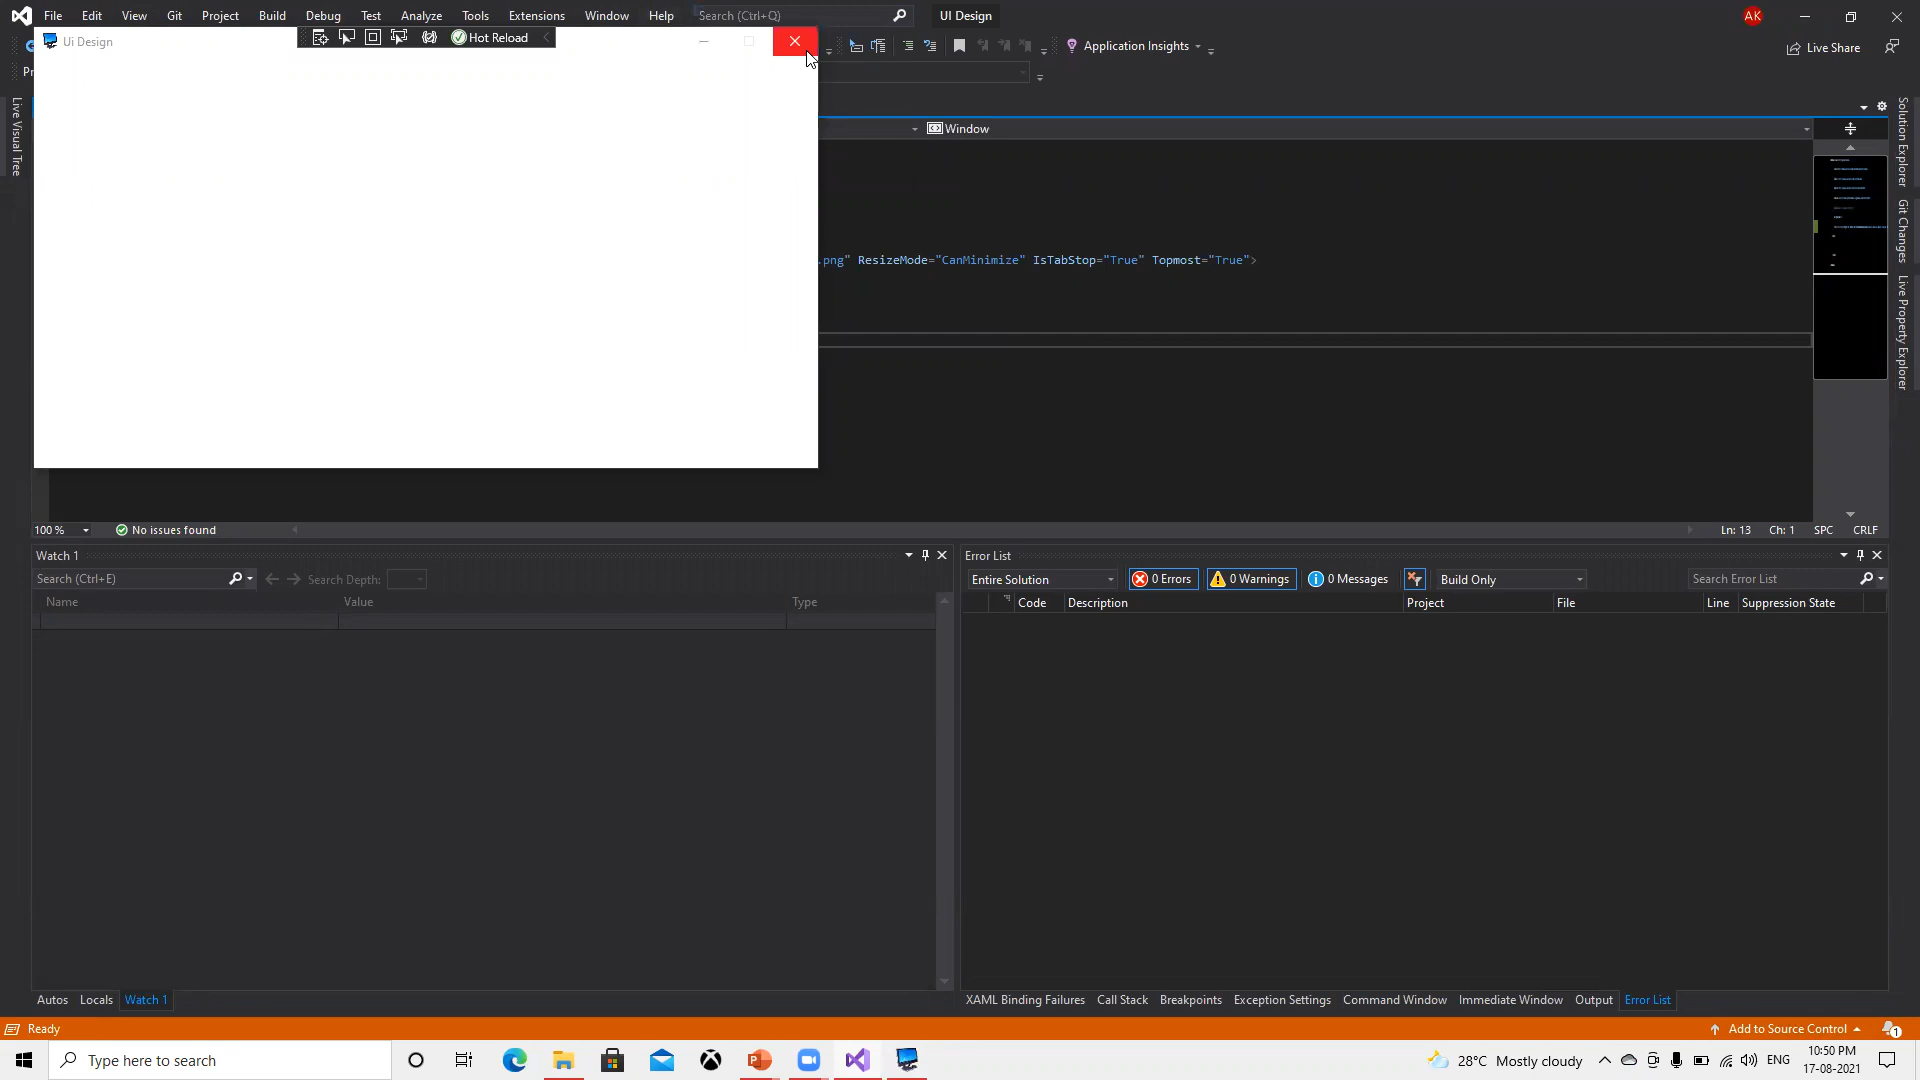 File Edit View Git Project Build Debug Test Analyze Tools Extensions Window Help Search (Ctrl+Q) UI Design AK
Ui Design Hot Reload
Application Insights Live Share
Pr
Window
.png" ResizeMode="CanMinimize" IsTabStop="True" Topmost="True">
Live Visual Tree
Solution Explorer
Git Changes
Live Property Explorer
100 % No issues found Ln: 13 Ch: 1 SPC CRLF
Watch 1 Error List
Search (Ctrl+E) Search Depth: Entire Solution 0 Errors 0 Warnings 0 Messages Build Only Search Error List
Name Value Type Code Description Project File Line Suppression State
Autos Locals Watch 1 XAML Binding Failures Call Stack Breakpoints Exception Settings Command Window Immediate Window Output Error List
Ready Add to Source Control 1
Type here to search 28°C Mostly cloudy ENG 10:50 PM
17-08-2021